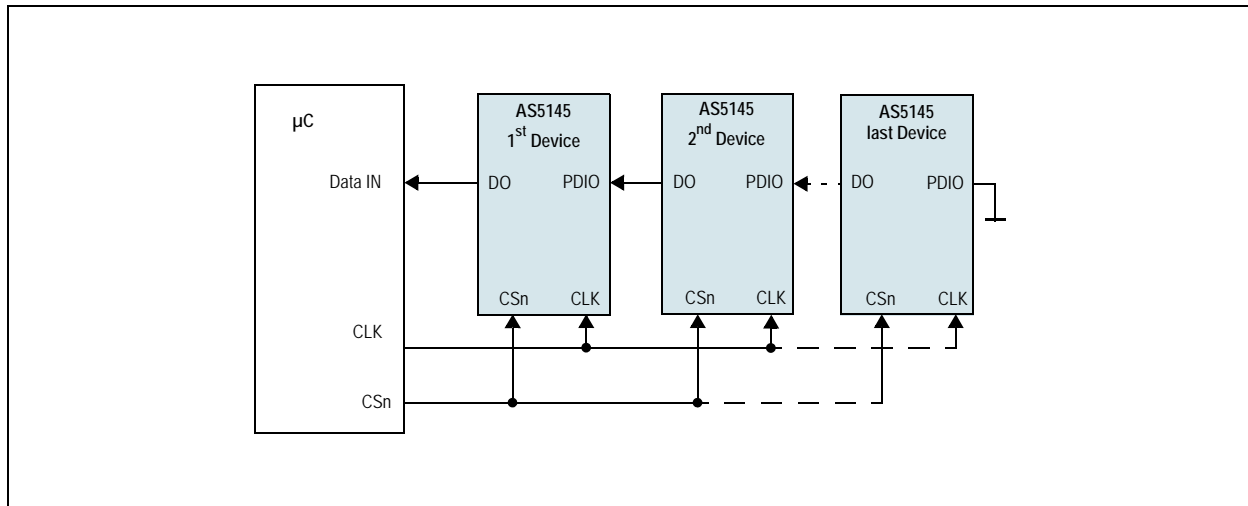 µC
Data IN
CLK
CSn
AS5145
1st Device
DO PDIO
CSn CLK
AS5145
2nd Device
DO PDIO
CSn CLK
AS5145
last Device
DO PDIO
CSn CLK